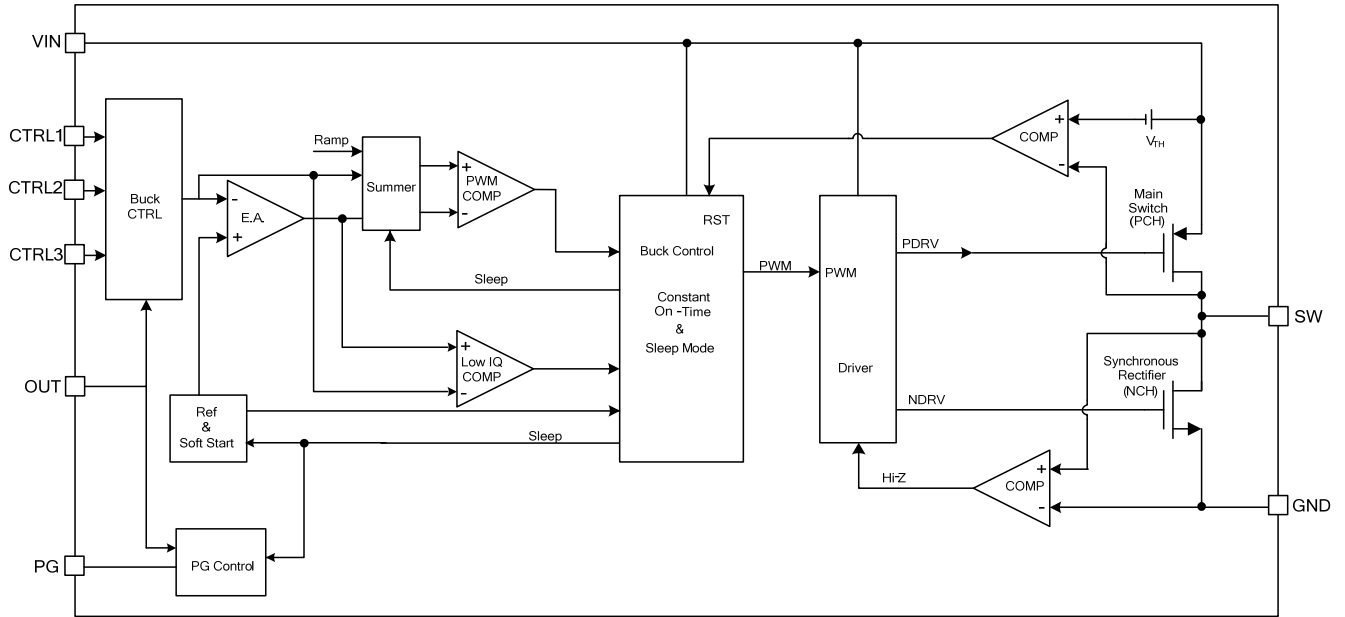 VIN
CTRL1
CTRL2
CTRL3
OUT
PG
Buck
CTRL
Ramp
-
E.A.
+
Summer
+
PWM
COMP
-
Sleep
+
Low IQ
COMP
-
Ref
&
Soft Start
Sleep
PG Control
RST
Buck Control
Constant
On -Time
&
Sleep Mode
PWM
PWM
Driver
PDRV
NDRV
Hi-Z
+
COMP
-
VTH
Main
Switch
(PCH)
Synchronous
Rectifier
(NCH)
+
COMP
-
SW
GND